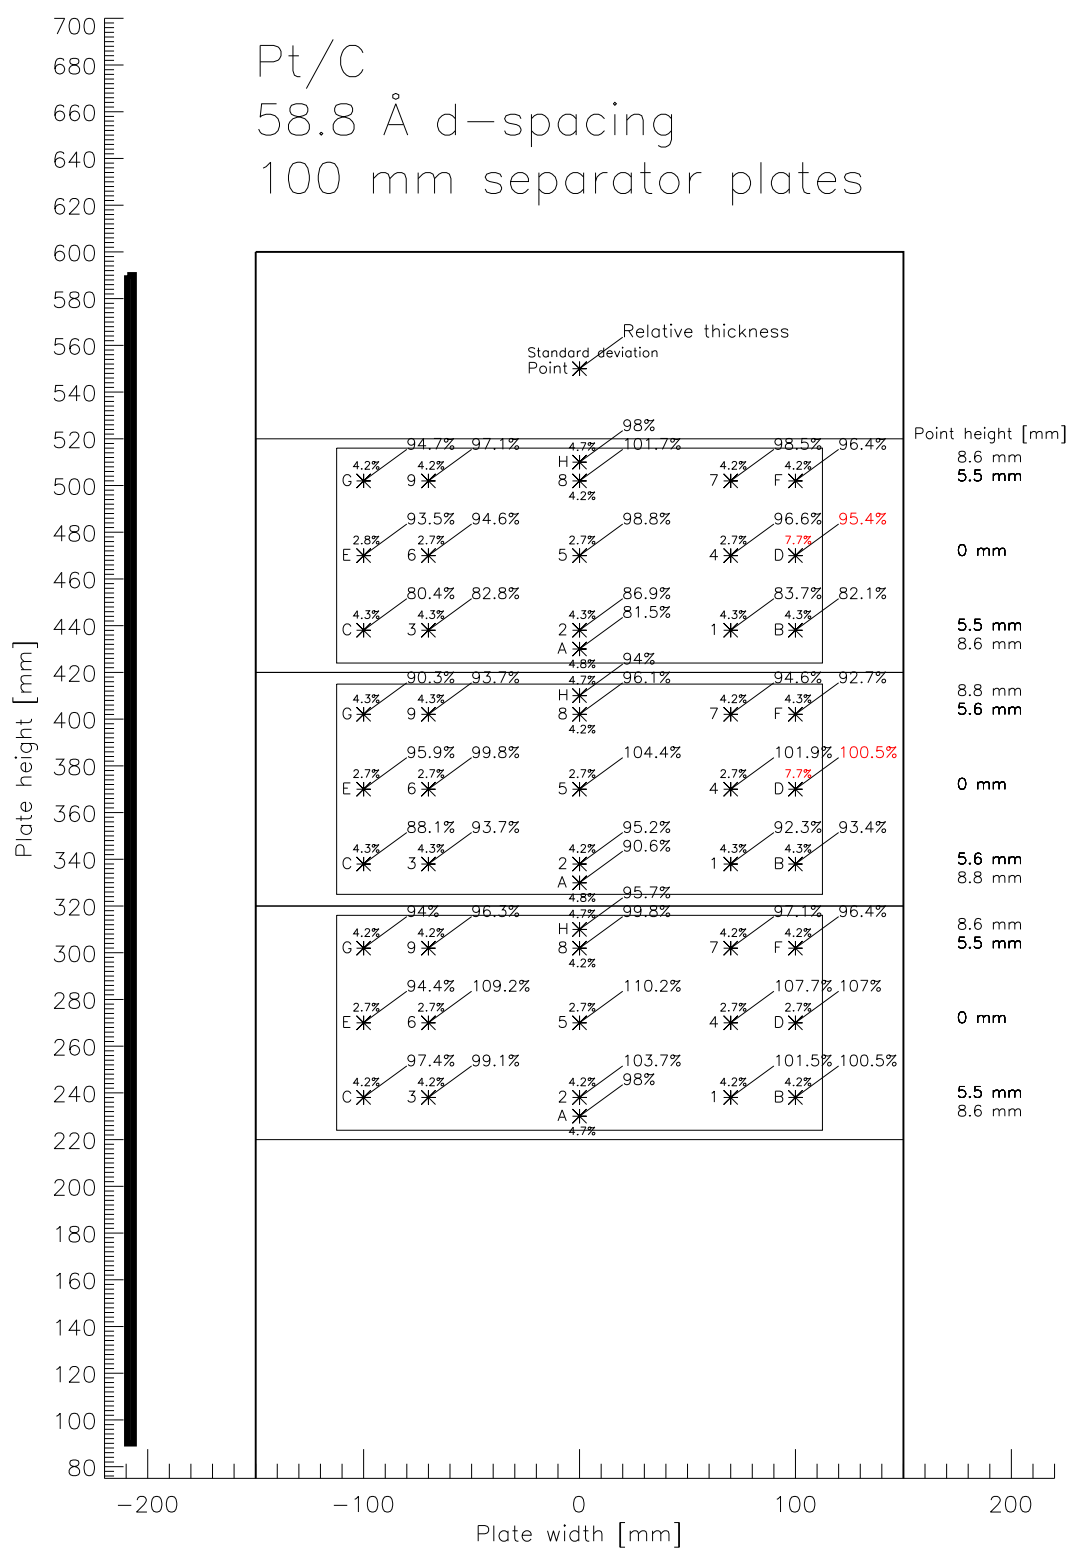 Pt/C
58.8 Å d-spacing
100 mm separator plates
700
680
660
640
620
600
580
560
540
520
500
480
460
440
420
400
380
360
340
320
300
280
260
240
220
200
180
160
140
120
100
80
Plate height [mm]
Relative thickness
Standard deviation
Point
Point height [mm]
98%
94.7% 97.1% 4.7% 101.7% 98.5% 96.4%
H
8.6 mm
4.2% 4.2% 4.2% 4.2%
G 9 8 7 F
5.5 mm
4.2%
93.5% 94.6% 98.8% 96.6% 95.4%
2.8% 2.7% 2.7% 2.7% 7.7%
E 6 5 4 D
0 mm
80.4% 82.8% 86.9% 83.7% 82.1%
4.3% 4.3% 4.3% 81.5% 4.3% 4.3%
C 3 2 1 B
5.5 mm
A
8.6 mm
4.8% 94%
90.3% 93.7% 4.7% 96.1% 94.6% 92.7%
H
8.8 mm
4.3% 4.3% 4.2% 4.3%
G 9 8 7 F
5.6 mm
4.2%
95.9% 99.8% 104.4% 101.9% 100.5%
2.7% 2.7% 2.7% 2.7% 7.7%
E 6 5 4 D
0 mm
88.1% 93.7% 95.2% 92.3% 93.4%
4.3% 4.3% 4.2% 90.6% 4.3% 4.3%
C 3 2 1 B
5.6 mm
A
8.8 mm
4.8% 95.7%
94% 96.3% 4.7% 99.8% 97.1% 96.4%
H
8.6 mm
4.2% 4.2% 4.2% 4.2%
G 9 8 7 F
5.5 mm
4.2%
94.4% 109.2% 110.2% 107.7% 107%
2.7% 2.7% 2.7% 2.7% 2.7%
E 6 5 4 D
0 mm
97.4% 99.1% 103.7% 101.5% 100.5%
4.2% 4.2% 4.2% 98% 4.2% 4.2%
C 3 2 1 B
5.5 mm
A
8.6 mm
4.7%
-200 -100 0 100 200
Plate width [mm]